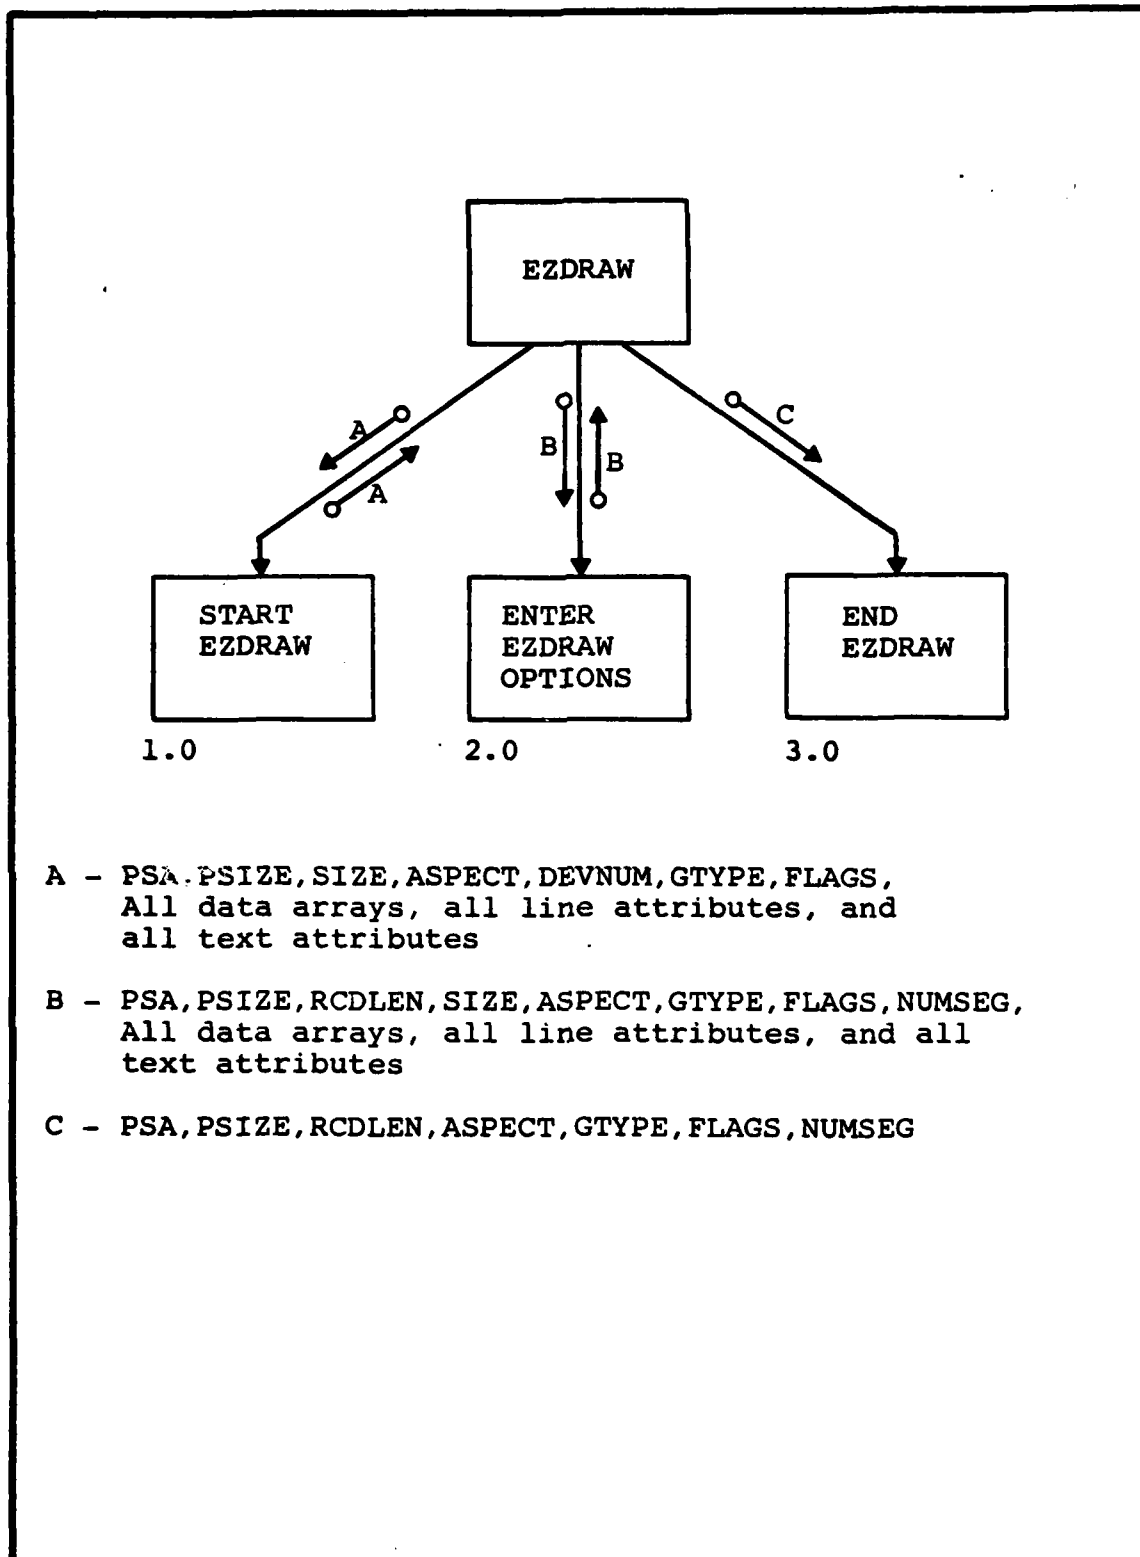 EZDRAW
A
A
B
B
C
START
EZDRAW
ENTER
EZDRAW
OPTIONS
END
EZDRAW
1.0
2.0
3.0
A - PSA,PSIZE,SIZE,ASPECT,DEVNUM,GTYPE,FLAGS,
All data arrays, all line attributes, and
all text attributes
B - PSA,PSIZE,RCDLEN,SIZE,ASPECT,GTYPE,FLAGS,NUMSEG,
All data arrays, all line attributes, and all
text attributes
C - PSA,PSIZE,RCDLEN,ASPECT,GTYPE,FLAGS,NUMSEG